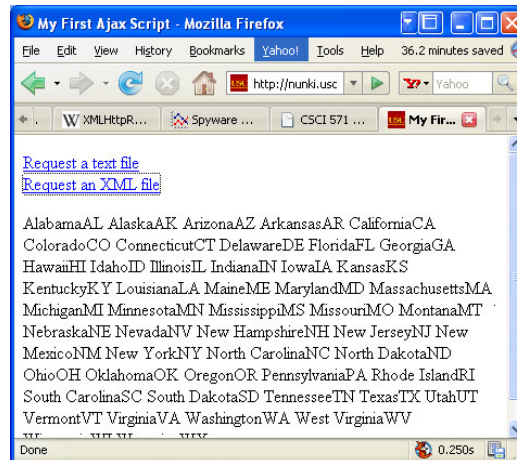 My First Ajax Script - Mozilla Firefox
File Edit View History Bookmarks Yahoo! Tools Help 36.2 minutes saved
http://nunki.usc Yahoo
. XMLHttpR... Spyware ... CSCI 571 ... My Fir...
Request a text file
Request an XML file
AlabamaAL AlaskaAK ArizonaAZ ArkansasAR CaliforniaCA
ColoradoCO ConnecticutCT DelawareDE FloridaFL GeorgiaGA
HawaiiHI IdahoID IllinoisIL IndianaIN IowaIA KansasKS
KentuckyKY LouisianaLA MaineME MarylandMD MassachusettsMA
MichiganMI MinnesotaMN MississippiMS MissouriMO MontanaMT
NebraskaNE NevadaNV New HampshireNH New JerseyNJ New
MexicoNM New YorkNY North CarolinaNC North DakotaND
OhioOH OklahomaOK OregonOR PennsylvaniaPA Rhode IslandRI
South CarolinaSC South DakotaSD TennesseeTN TexasTX UtahUT
VermontVT VirginiaVA WashingtonWA West VirginiaWV
Done 0.250s